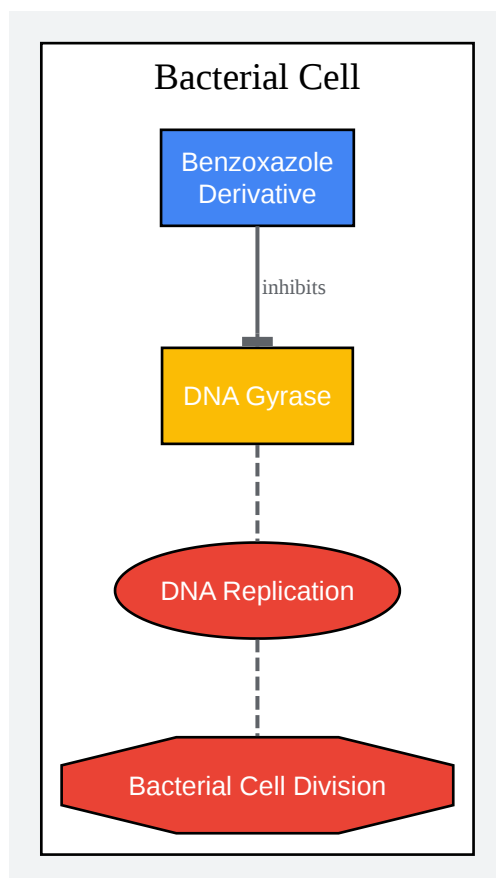 Bacterial Cell
Benzoxazole
Derivative
inhibits
DNA Gyrase
DNA Replication
Bacterial Cell Division